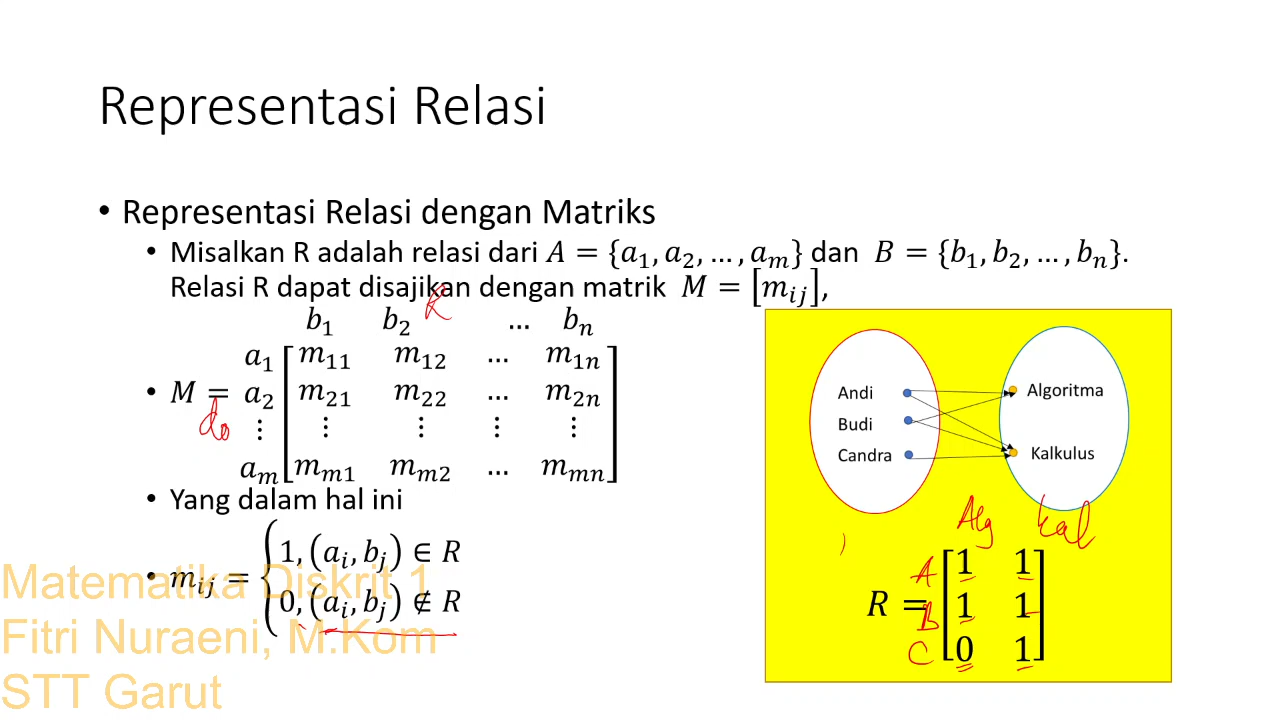 Representasi Relasi
• Representasi Relasi dengan Matriks
• Misalkan R adalah relasi dari A = {a₁, a₂, … , aₘ} dan B = {b₁, b₂, … , bₙ}.
Relasi R dapat disajikan dengan matrik M = [mᵢⱼ],
b₁ b₂ … bₙ
a₁ m₁₁ m₁₂ … m₁ₙ
• M = a₂ m₂₁ m₂₂ … m₂ₙ
⋮ ⋮ ⋮ ⋮ ⋮
aₘ mₘ₁ mₘ₂ … mₘₙ
• Yang dalam hal ini
• mᵢⱼ = { 1, (aᵢ, bⱼ) ∈ R
0, (aᵢ, bⱼ) ∉ R
Matematika Diskrit 1
Fitri Nuraeni, M.Kom
STT Garut
Andi
Budi
Candra
Algoritma
Kalkulus
Alg kal
A 1 1
R = B 1 1
C 0 1